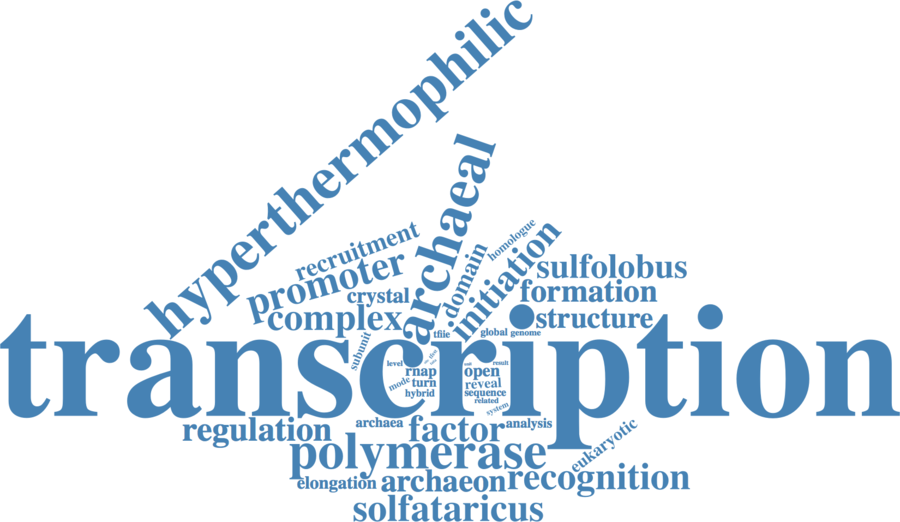 hyperthermophilic
archaeal
recruitment
homologue
promoter
domain
initiation
sulfolobus
crystal
formation
complex
structure
tfiie
global
genome
transcription
subunit
level
result
rnap
open
mode
turn
reveal
hybrid
sequence
related
system
regulation
archaea
factor
analysis
polymerase
eukaryotic
elongation
archaeon
recognition
solfataricus